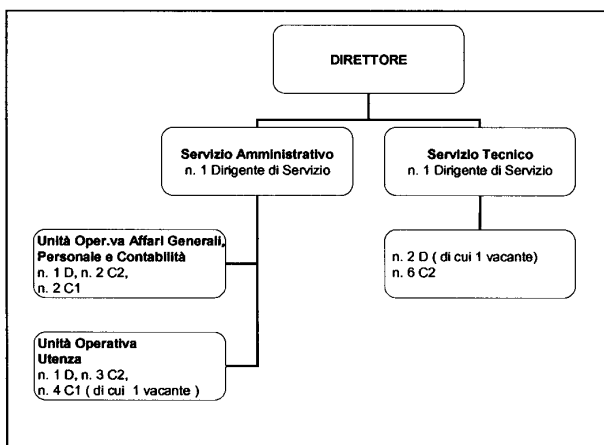 DIRETTORE
Servizio Amministrativo
n. 1 Dirigente di Servizio
Servizio Tecnico
n. 1 Dirigente di Servizio
Unità Oper.va Affari Generali,
Personale e Contabilità
n. 1 D, n. 2 C2,
n. 2 C1
n. 2 D ( di cui 1 vacante)
n. 6 C2
Unità Operativa
Utenza
n. 1 D, n. 3 C2,
n. 4 C1 ( di cui 1 vacante )